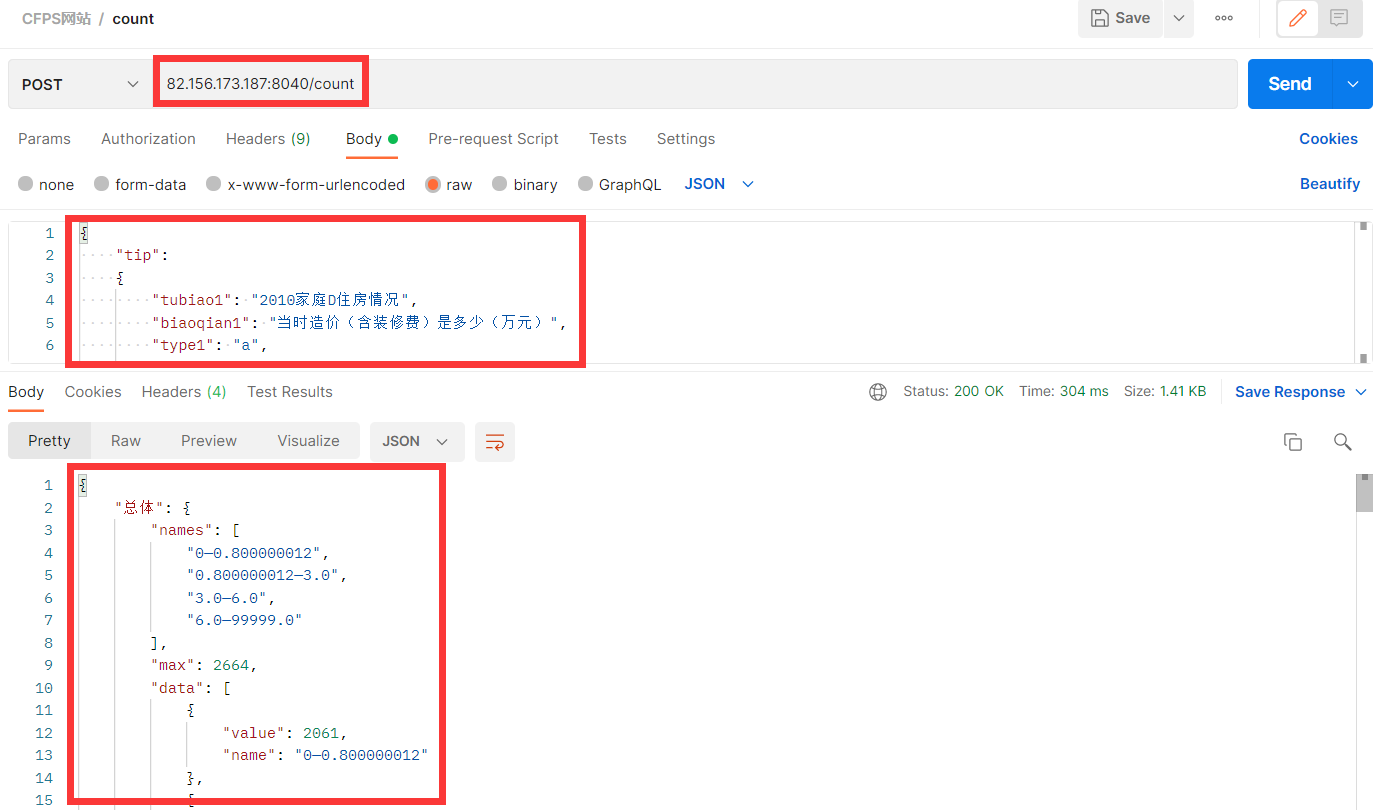 CFPS网站 / count
Save
POST 82.156.173.187:8040/count Send
Params Authorization Headers (9) Body Pre-request Script Tests Settings Cookies
none form-data x-www-form-urlencoded raw binary GraphQL JSON Beautify
1 {
2 "tip":
3 {
4 "tubiao1": "2010家庭D住房情况",
5 "biaoqian1": "当时造价（含装修费）是多少（万元）",
6 "type1": "a",
Body Cookies Headers (4) Test Results Status: 200 OK Time: 304 ms Size: 1.41 KB Save Response
Pretty Raw Preview Visualize JSON
1 {
2 "总体": {
3 "names": [
4 "0—0.800000012",
5 "0.800000012—3.0",
6 "3.0—6.0",
7 "6.0—99999.0"
8 ],
9 "max": 2664,
10 "data": [
11 {
12 "value": 2061,
13 "name": "0—0.800000012"
14 },
15 {